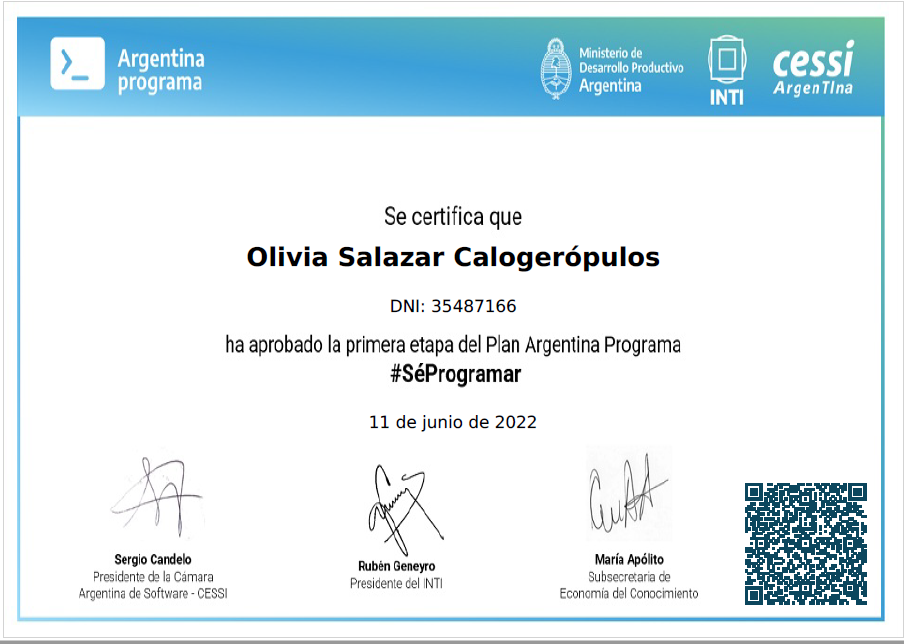 Argentina
programa
Ministerio de
Desarrollo Productivo
Argentina
INTI
cessi
ArgenTIna
Se certifica que
Olivia Salazar Calogerópulos
DNI: 35487166
ha aprobado la primera etapa del Plan Argentina Programa
#SéProgramar
11 de junio de 2022
Sergio Candelo
Presidente de la Cámara
Argentina de Software - CESSI
Rubén Geneyro
Presidente del INTI
María Apólito
Subsecretaria de
Economía del Conocimiento